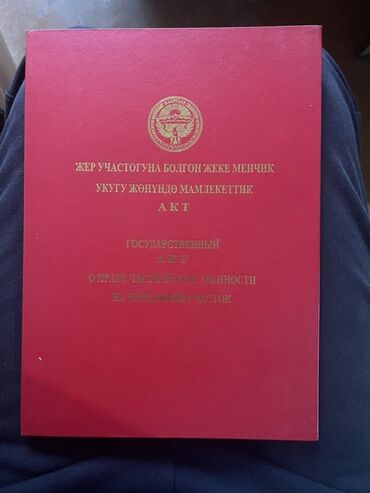 ЖЕР УЧАСТОГУНА БОЛГОН ЖЕКЕ МЕНЧИК
УКУГУ ЖӨНҮНДӨ МАМЛЕКЕТТИК
АКТ
ГОСУДАРСТВЕННЫЙ
АКТ
О ПРАВЕ ЧАСТНОЙ СОБСТВЕННОСТИ
НА ЗЕМЕЛЬНЫЙ УЧАСТОК